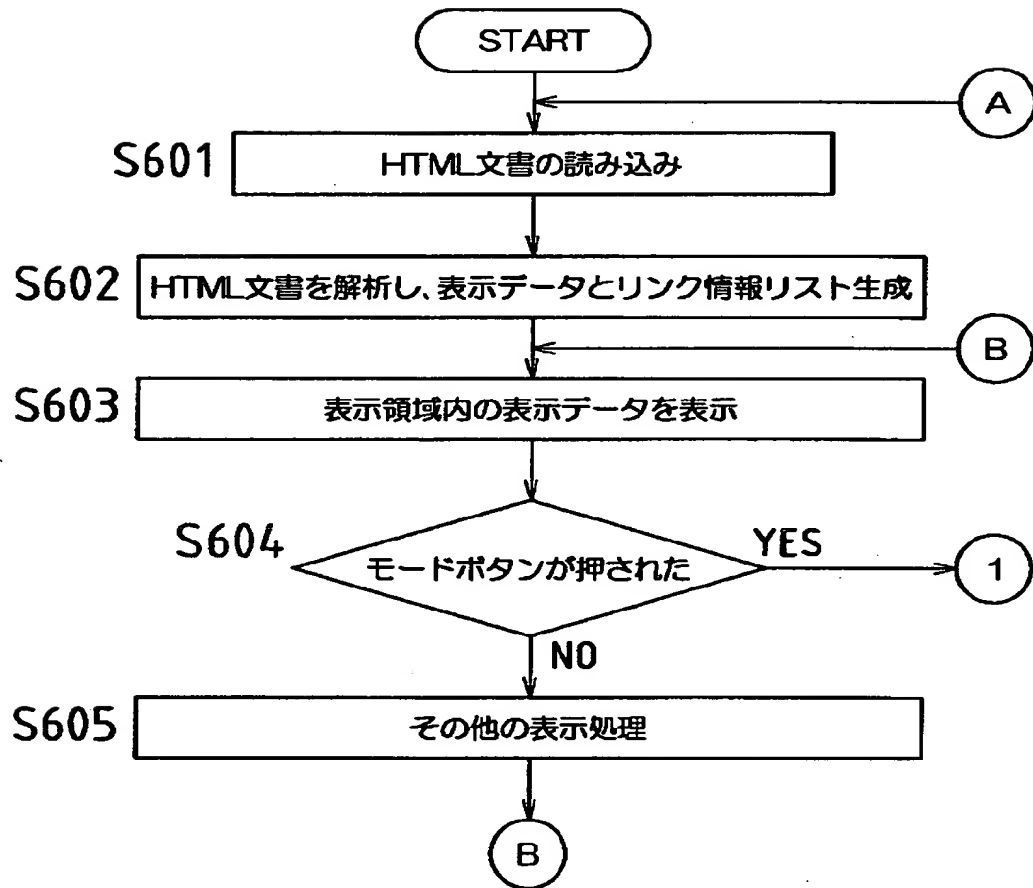 START
A
S601
HTML文書の読み込み
S602
HTML文書を解析し、表示データとリンク情報リスト生成
B
S603
表示領域内の表示データを表示
S604
モードボタンが押された
YES
1
NO
S605
その他の表示処理
B